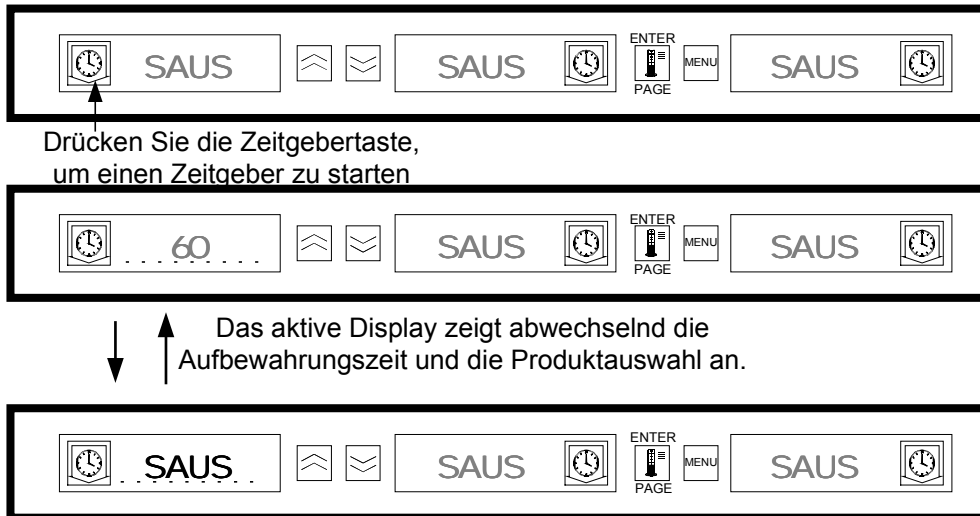 SAUS SAUS ENTER MENU PAGE SAUS
Drücken Sie die Zeitgebertaste,
um einen Zeitgeber zu starten
60 SAUS ENTER MENU PAGE SAUS
Das aktive Display zeigt abwechselnd die
Aufbewahrungszeit und die Produktauswahl an.
SAUS SAUS ENTER MENU PAGE SAUS